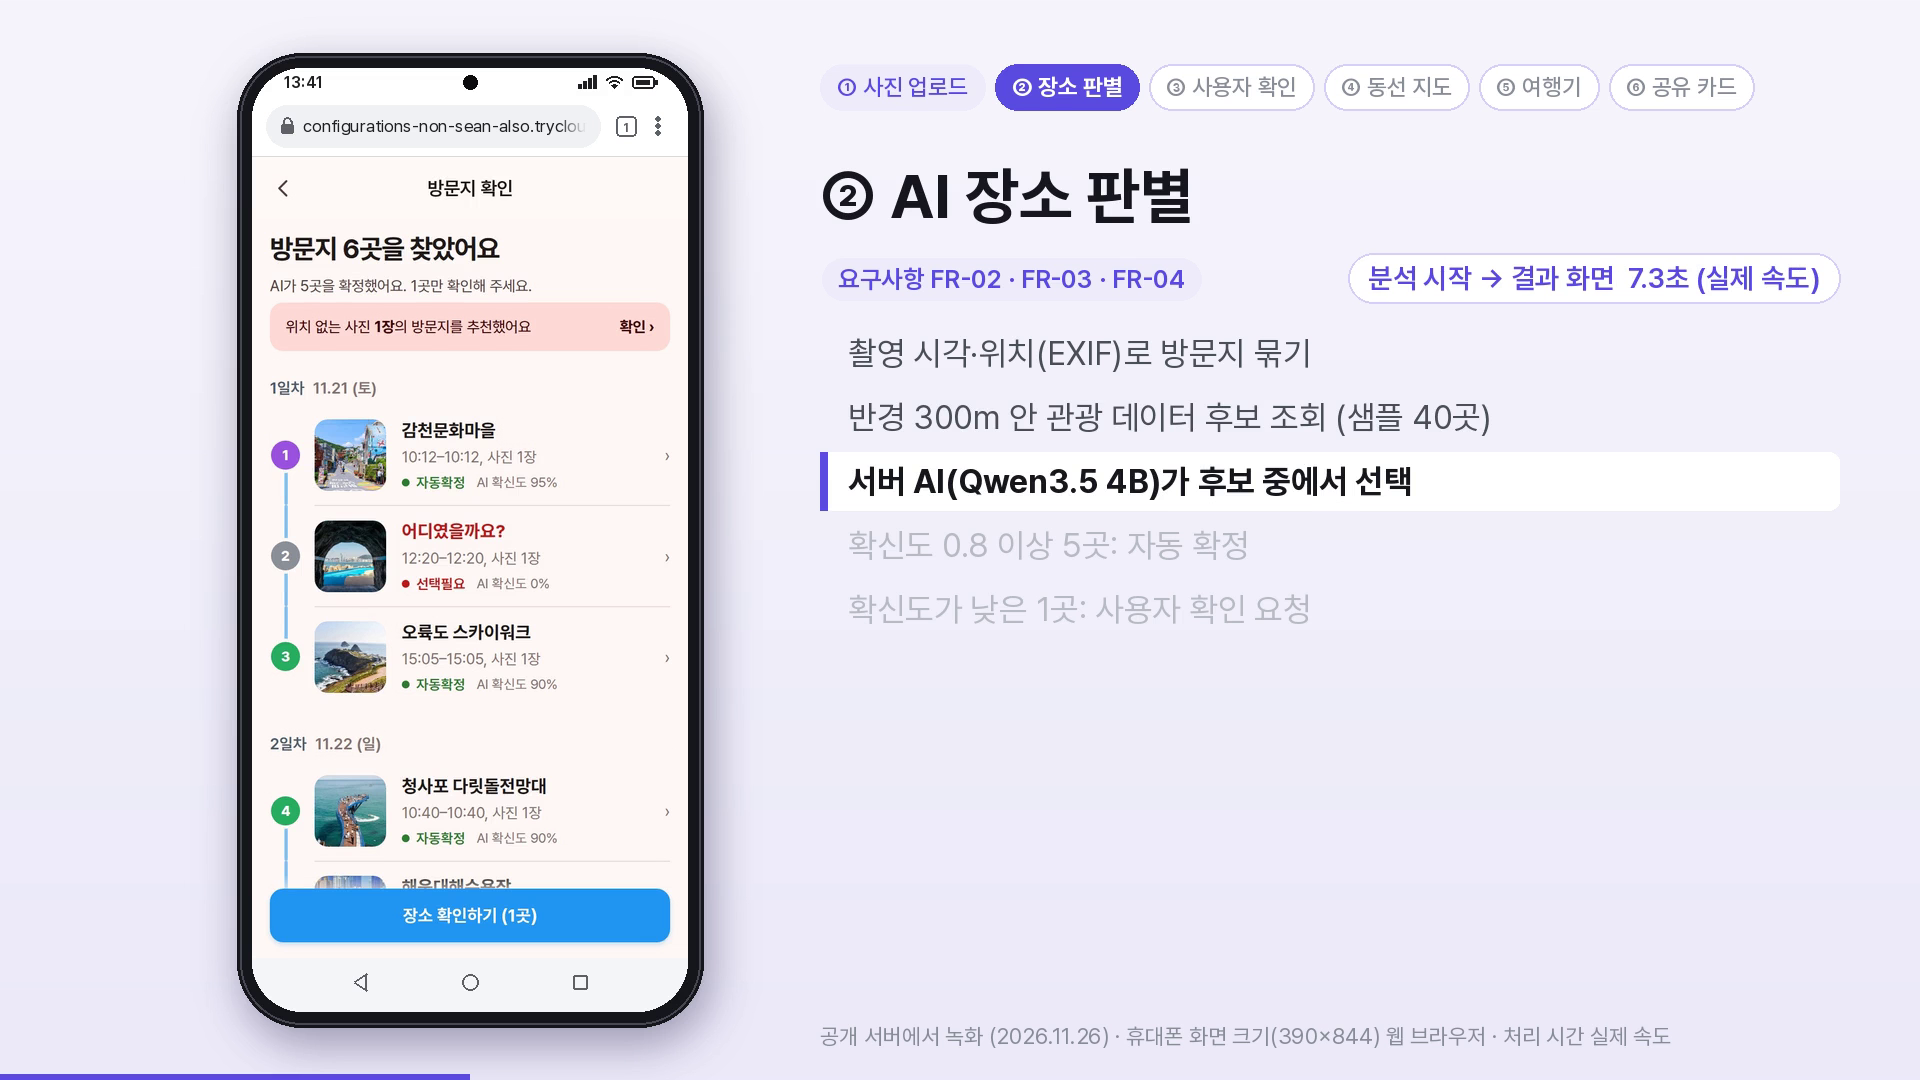 13:41
configurations-non-sean-also.tryclou
1
방문지 확인
방문지 6곳을 찾았어요
AI가 5곳을 확정했어요. 1곳만 확인해 주세요.
위치 없는 사진 1장의 방문지를 추천했어요 확인 ›
1일차 11.21 (토)
1
감천문화마을
10:12–10:12, 사진 1장
자동확정 AI 확신도 95%
2
어디였을까요?
12:20–12:20, 사진 1장
선택필요 AI 확신도 0%
3
오륙도 스카이워크
15:05–15:05, 사진 1장
자동확정 AI 확신도 90%
2일차 11.22 (일)
4
청사포 다릿돌전망대
10:40–10:40, 사진 1장
자동확정 AI 확신도 90%
해운대해수욕장
장소 확인하기 (1곳)
① 사진 업로드 ② 장소 판별 ③ 사용자 확인 ④ 동선 지도 ⑤ 여행기 ⑥ 공유 카드
② AI 장소 판별
요구사항 FR-02 · FR-03 · FR-04
분석 시작 → 결과 화면 7.3초 (실제 속도)
촬영 시각·위치(EXIF)로 방문지 묶기
반경 300m 안 관광 데이터 후보 조회 (샘플 40곳)
서버 AI(Qwen3.5 4B)가 후보 중에서 선택
확신도 0.8 이상 5곳: 자동 확정
확신도가 낮은 1곳: 사용자 확인 요청
공개 서버에서 녹화 (2026.11.26) · 휴대폰 화면 크기(390×844) 웹 브라우저 · 처리 시간 실제 속도